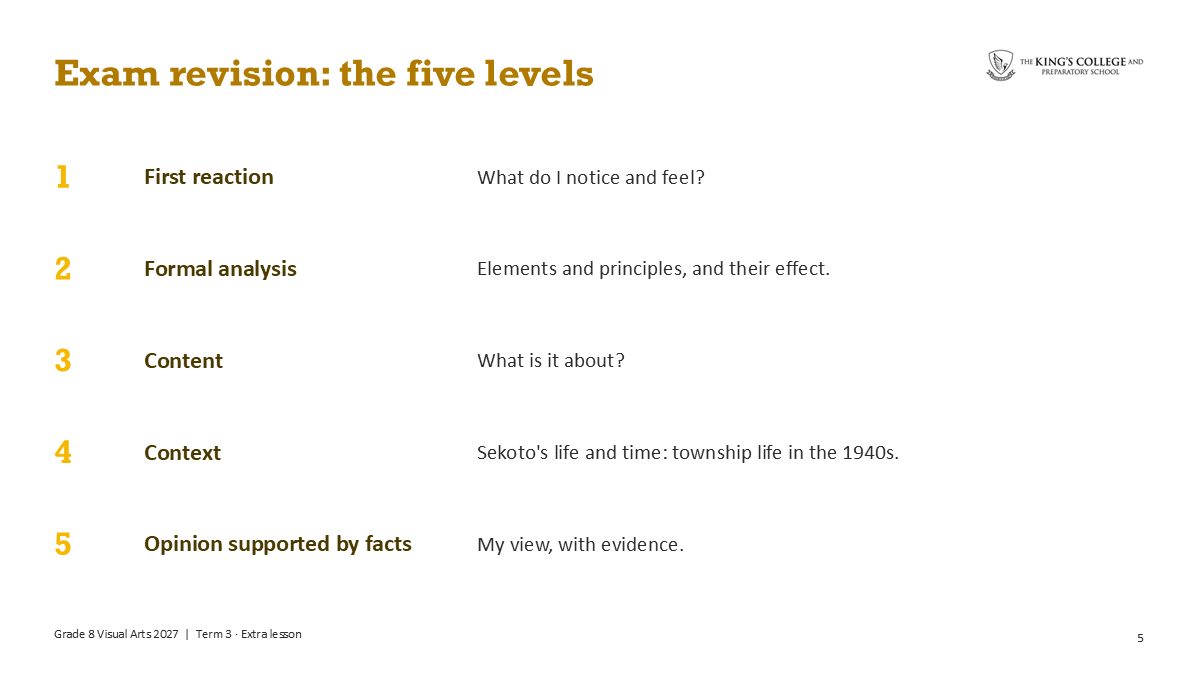 Exam revision: the five levels
THE KING'S COLLEGE AND
PREPARATORY SCHOOL
1 First reaction What do I notice and feel?
2 Formal analysis Elements and principles, and their effect.
3 Content What is it about?
4 Context Sekoto's life and time: township life in the 1940s.
5 Opinion supported by facts My view, with evidence.
Grade 8 Visual Arts 2027 | Term 3 · Extra lesson
5